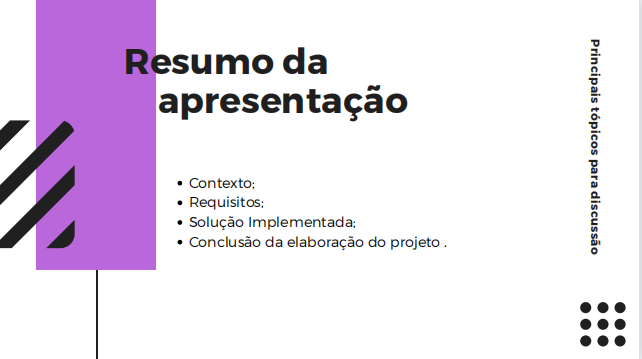 Resumo da
apresentação
• Contexto;
• Requisitos;
• Solução Implementada;
• Conclusão da elaboração do projeto .
Principais tópicos para discussão